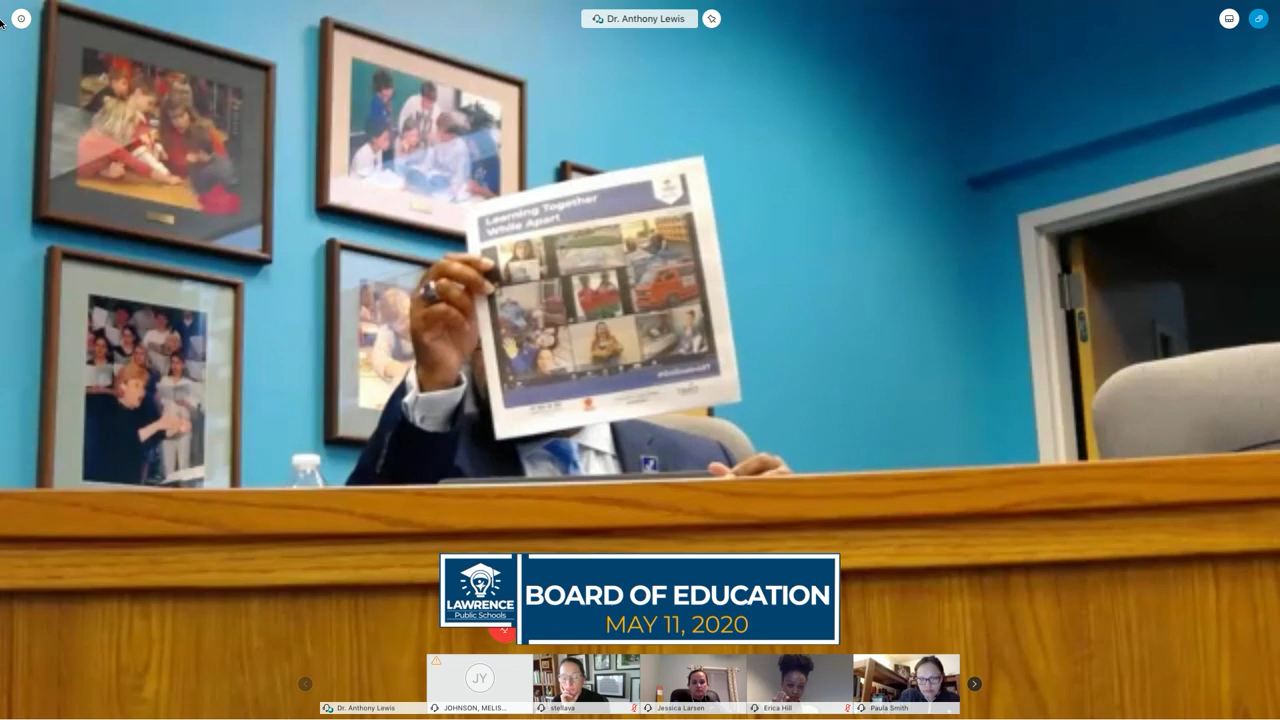 Dr. Anthony Lewis
Learning Together
While Apart
LAWRENCE
Public Schools
BOARD OF EDUCATION
MAY 11, 2020
JY
Dr. Anthony Lewis
JOHNSON, MELIS...
stellava
Jessica Larsen
Erica Hill
Paula Smith